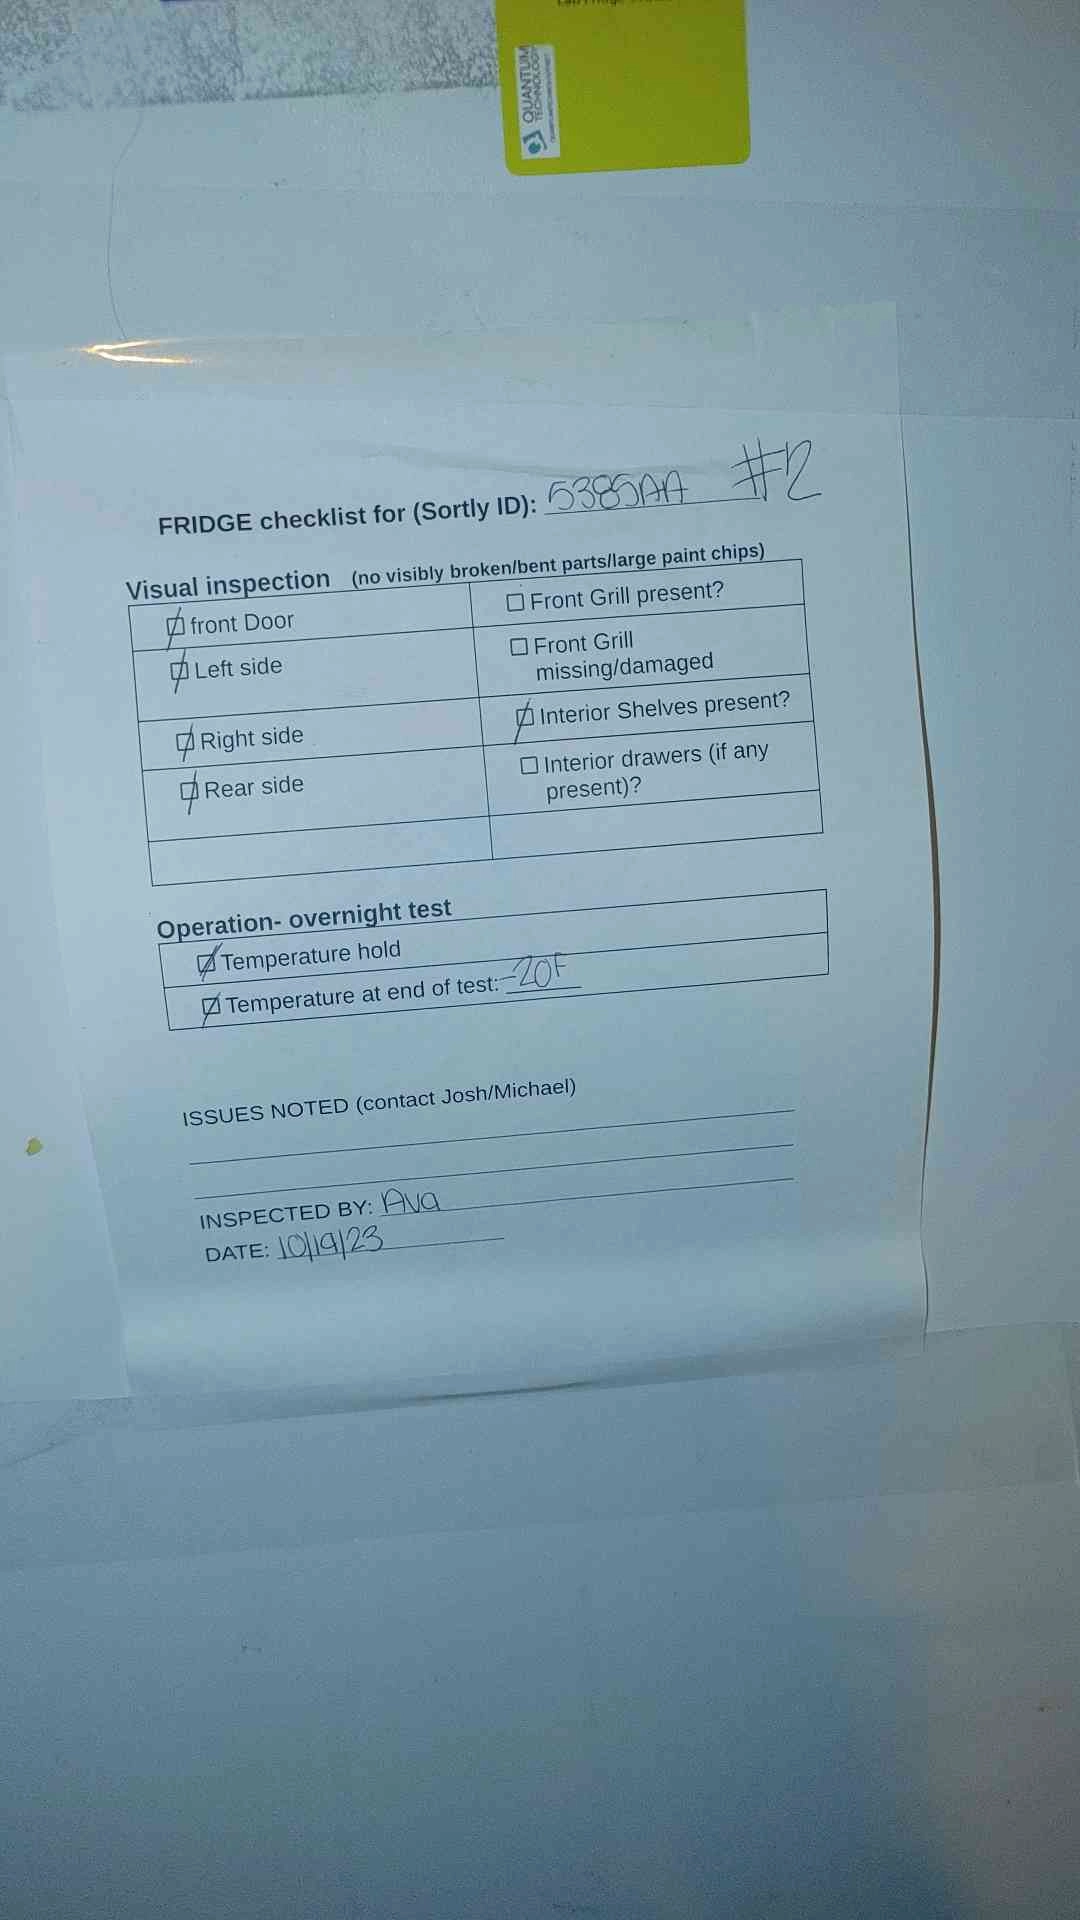 QUANTUM
TECHNOLOGY
FRIDGE checklist for (Sortly ID): 5385AA #2
Visual inspection (no visibly broken/bent parts/large paint chips)
front Door
Front Grill present?
Left side
Front Grill
missing/damaged
Right side
Interior Shelves present?
Rear side
Interior drawers (if any
present)?
Operation- overnight test
Temperature hold
Temperature at end of test: -20F
ISSUES NOTED (contact Josh/Michael)
INSPECTED BY: Ava
DATE: 10/19/23